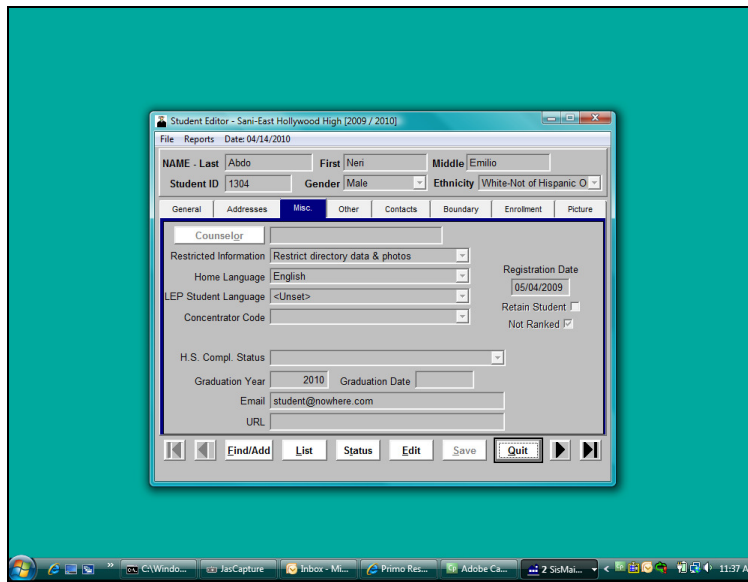 Student Editor - Sani-East Hollywood High [2009 / 2010]
File Reports Date: 04/14/2010
NAME - Last Abdo First Neri Middle Emilio
Student ID 1304 Gender Male Ethnicity White-Not of Hispanic O
General Addresses Misc. Other Contacts Boundary Enrollment Picture
Counselor
Restricted Information Restrict directory data & photos
Home Language English
LEP Student Language <Unset>
Concentrator Code
Registration Date
05/04/2009
Retain Student
Not Ranked
H.S. Compl. Status
Graduation Year 2010 Graduation Date
Email student@nowhere.com
URL
Find/Add List Status Edit Save Quit
C:\Windo... JasCapture Inbox - Mi... Primo Res... Adobe Ca... 2 SisMai... 11:37 A